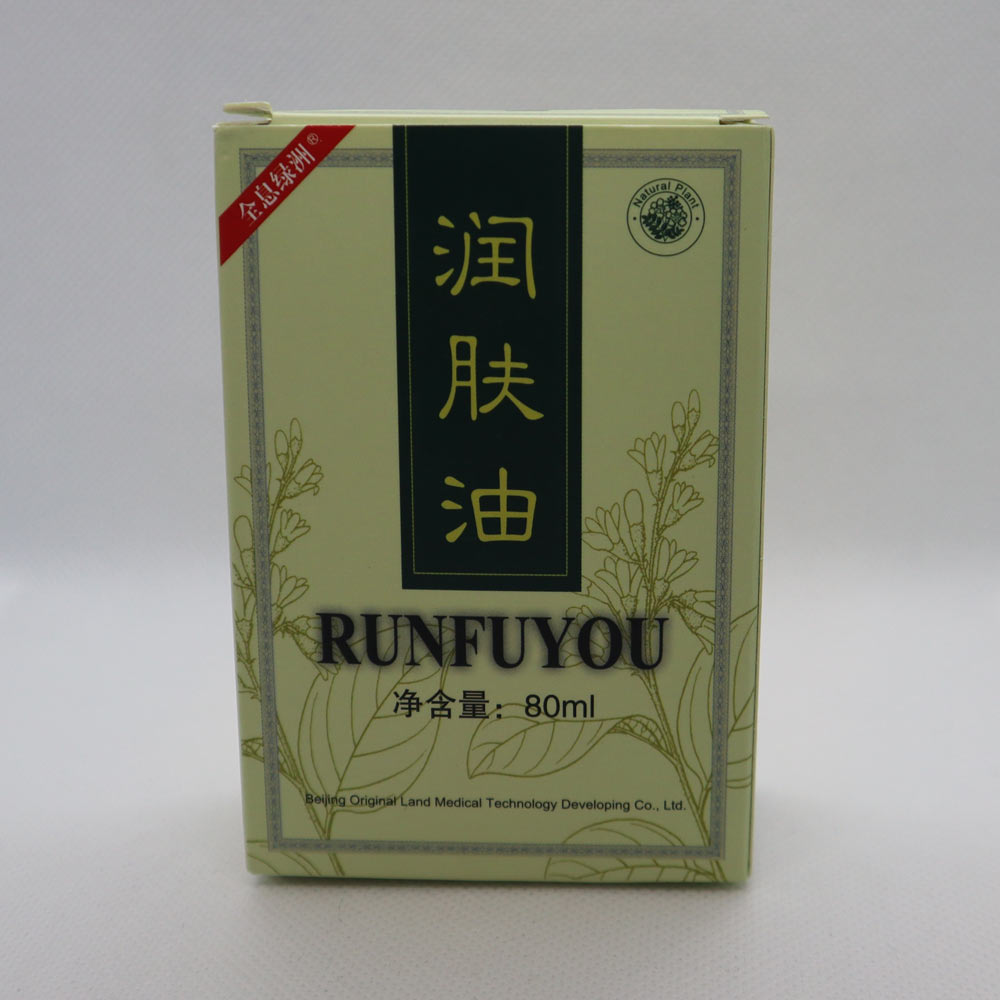 全息绿洲®
Natural Plant
润肤油
RUNFUYOU
净含量：80ml
Beijing Original Land Medical Technology Developing Co., Ltd.